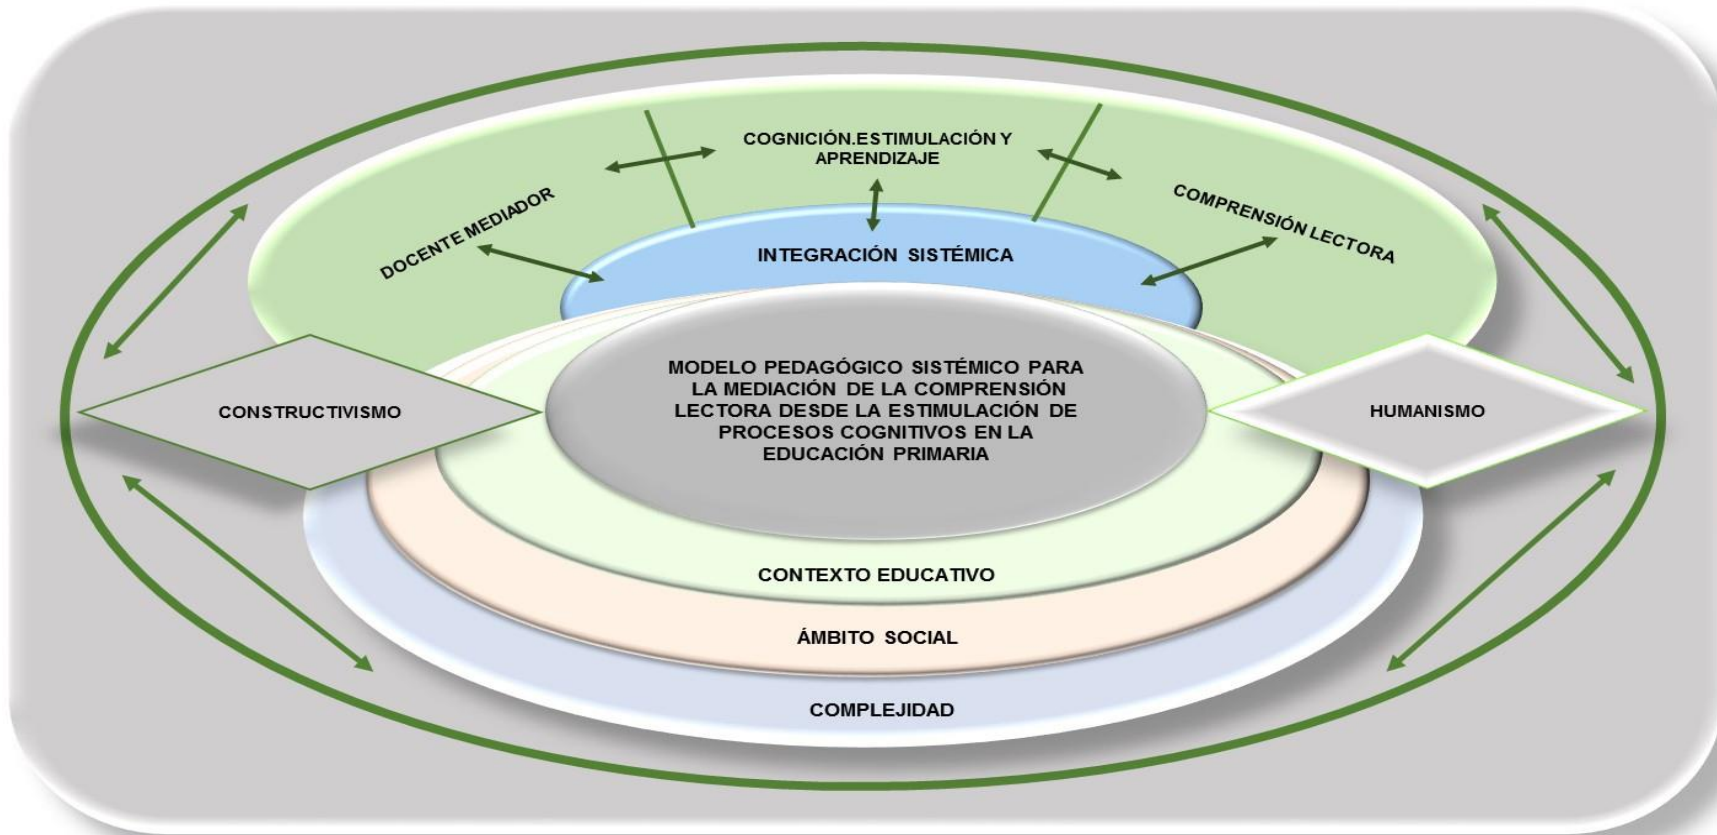 COGNICIÓN.ESTIMULACIÓN Y
APRENDIZAJE
DOCENTE MEDIADOR
COMPRENSIÓN LECTORA
INTEGRACIÓN SISTÉMICA
MODELO PEDAGÓGICO SISTÉMICO PARA
LA MEDIACIÓN DE LA COMPRENSIÓN
LECTORA DESDE LA ESTIMULACIÓN DE
PROCESOS COGNITIVOS EN LA
EDUCACIÓN PRIMARIA
CONSTRUCTIVISMO
HUMANISMO
CONTEXTO EDUCATIVO
ÁMBITO SOCIAL
COMPLEJIDAD